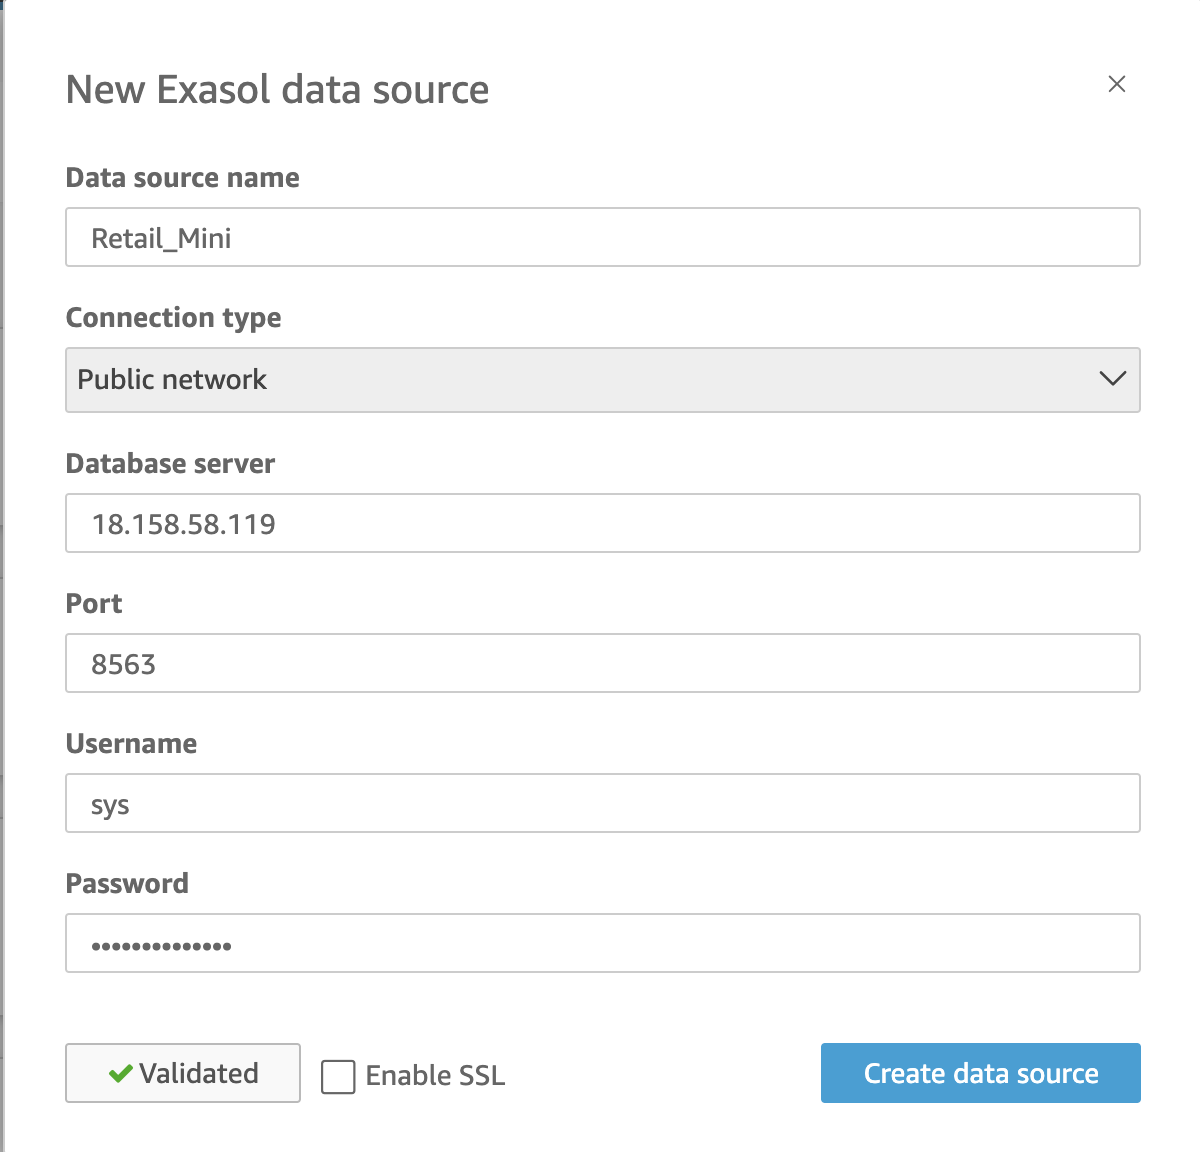 New Exasol data source
Data source name
Retail_Mini
Connection type
Public network
Database server
18.158.58.119
Port
8563
Username
sys
Password
••••••••••••••
Validated
Enable SSL
Create data source